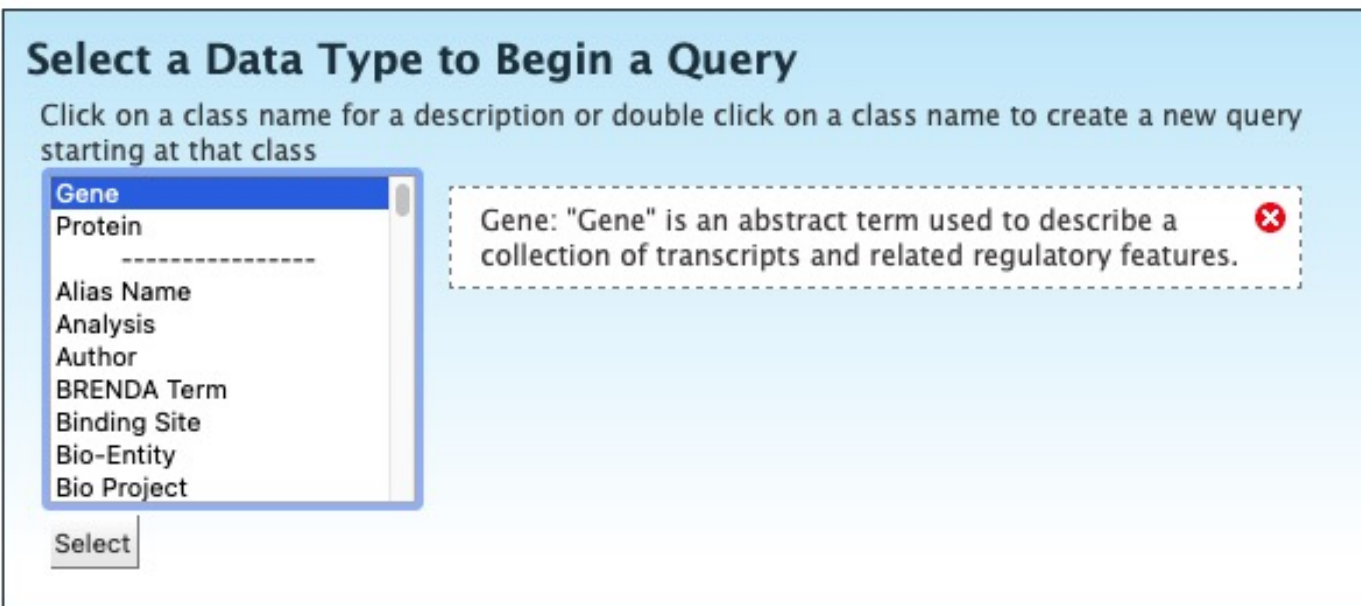 Select a Data Type to Begin a Query
Click on a class name for a description or double click on a class name to create a new query
starting at that class
Gene
Protein
----------------
Alias Name
Analysis
Author
BRENDA Term
Binding Site
Bio-Entity
Bio Project
Gene: "Gene" is an abstract term used to describe a
collection of transcripts and related regulatory features.
Select